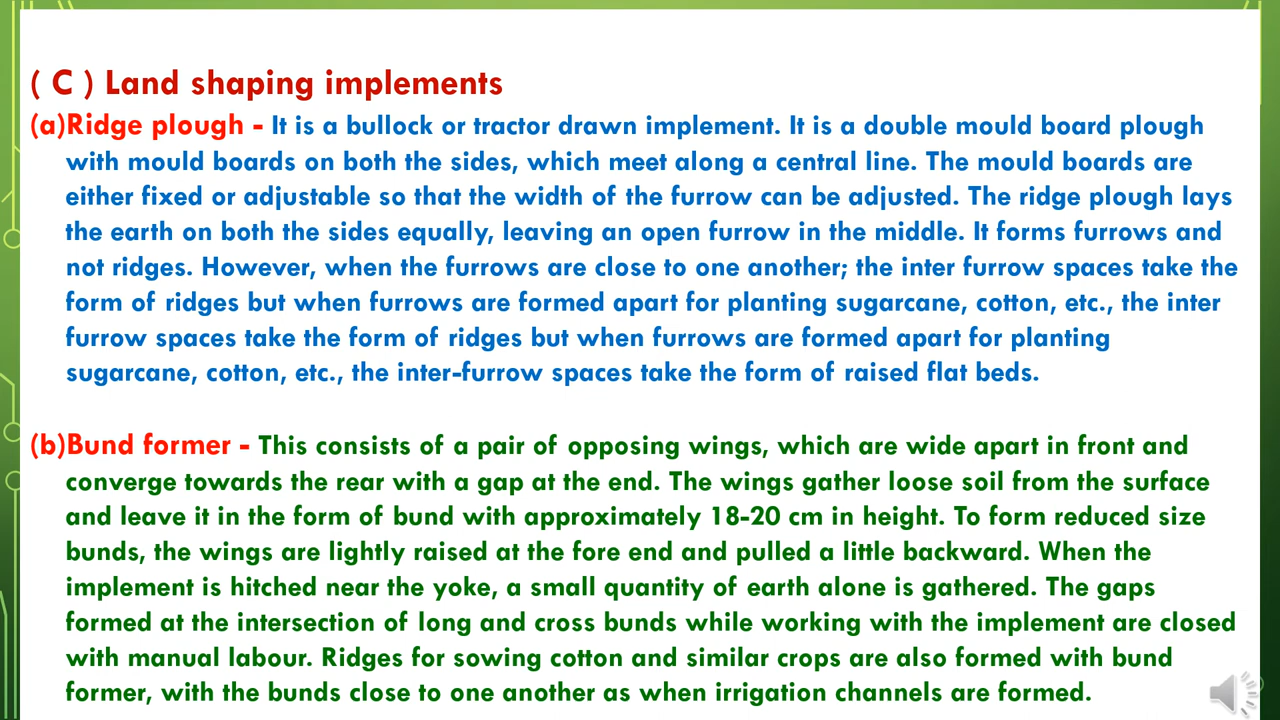 ( C ) Land shaping implements
(a)Ridge plough - It is a bullock or tractor drawn implement. It is a double mould board plough
with mould boards on both the sides, which meet along a central line. The mould boards are
either fixed or adjustable so that the width of the furrow can be adjusted. The ridge plough lays
the earth on both the sides equally, leaving an open furrow in the middle. It forms furrows and
not ridges. However, when the furrows are close to one another; the inter furrow spaces take the
form of ridges but when furrows are formed apart for planting sugarcane, cotton, etc., the inter
furrow spaces take the form of ridges but when furrows are formed apart for planting
sugarcane, cotton, etc., the inter-furrow spaces take the form of raised flat beds.
(b)Bund former - This consists of a pair of opposing wings, which are wide apart in front and
converge towards the rear with a gap at the end. The wings gather loose soil from the surface
and leave it in the form of bund with approximately 18-20 cm in height. To form reduced size
bunds, the wings are lightly raised at the fore end and pulled a little backward. When the
implement is hitched near the yoke, a small quantity of earth alone is gathered. The gaps
formed at the intersection of long and cross bunds while working with the implement are closed
with manual labour. Ridges for sowing cotton and similar crops are also formed with bund
former, with the bunds close to one another as when irrigation channels are formed.